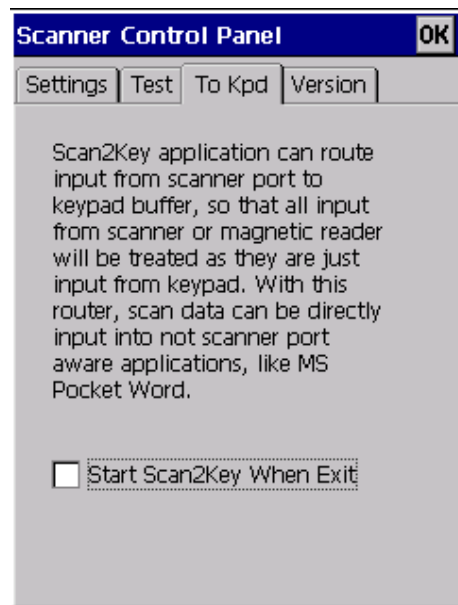 Scanner Control Panel OK
Settings Test To Kpd Version
Scan2Key application can route
input from scanner port to
keypad buffer, so that all input
from scanner or magnetic reader
will be treated as they are just
input from keypad. With this
router, scan data can be directly
input into not scanner port
aware applications, like MS
Pocket Word.
Start Scan2Key When Exit